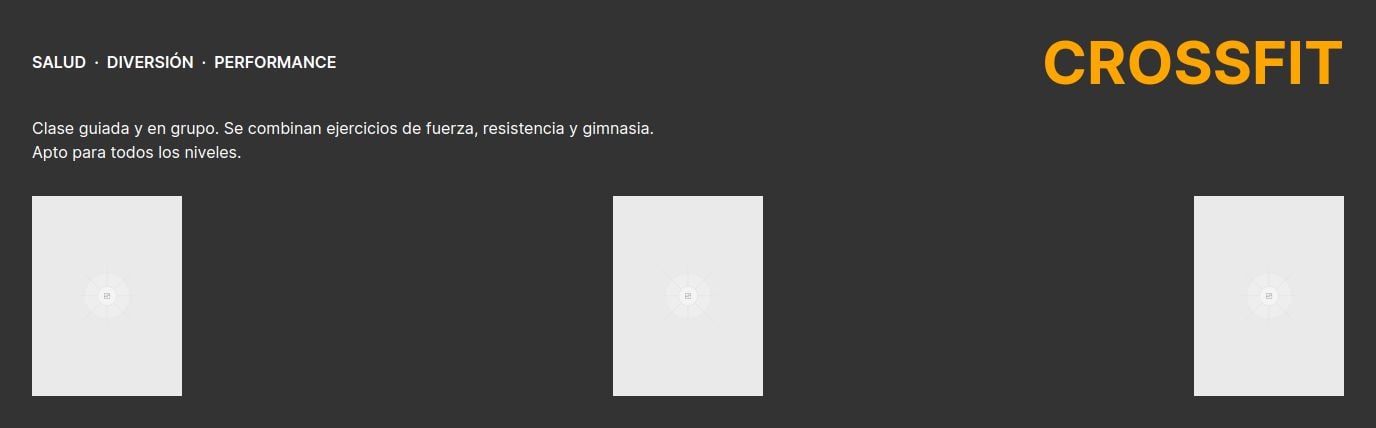 SALUD · DIVERSIÓN · PERFORMANCE
CROSSFIT
Clase guiada y en grupo. Se combinan ejercicios de fuerza, resistencia y gimnasia.
Apto para todos los niveles.